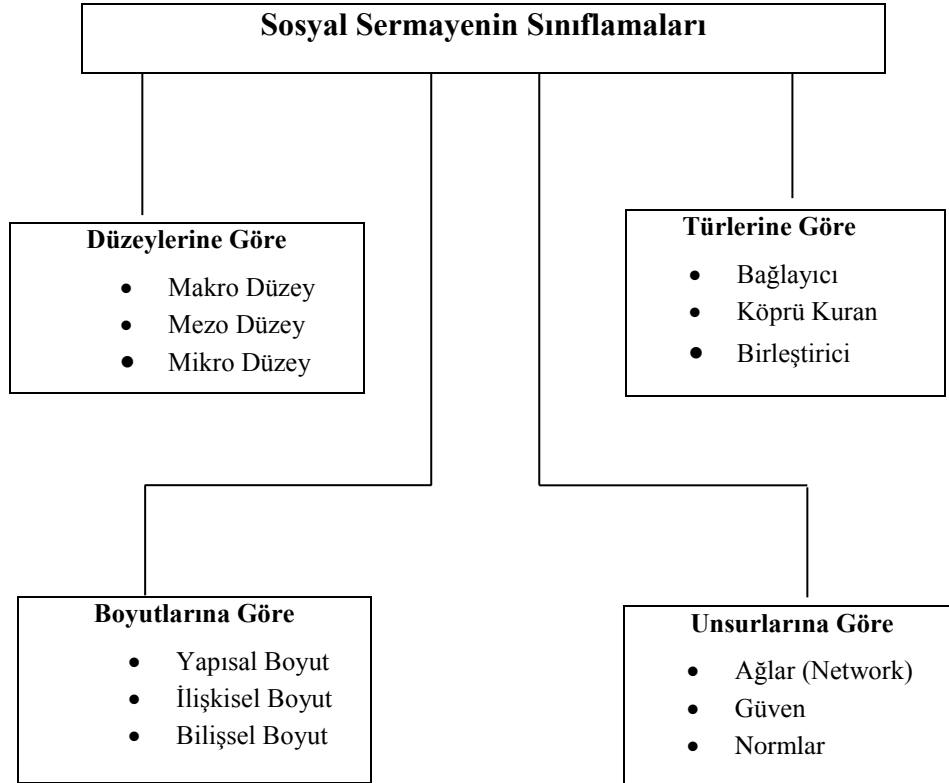 Sosyal Sermayenin Sınıflamaları
Düzeylerine Göre
• Makro Düzey
• Mezo Düzey
• Mikro Düzey
Türlerine Göre
• Bağlayıcı
• Köprü Kuran
• Birleştirici
Boyutlarına Göre
• Yapısal Boyut
• İlişkisel Boyut
• Bilişsel Boyut
Unsurlarına Göre
• Ağlar (Network)
• Güven
• Normlar